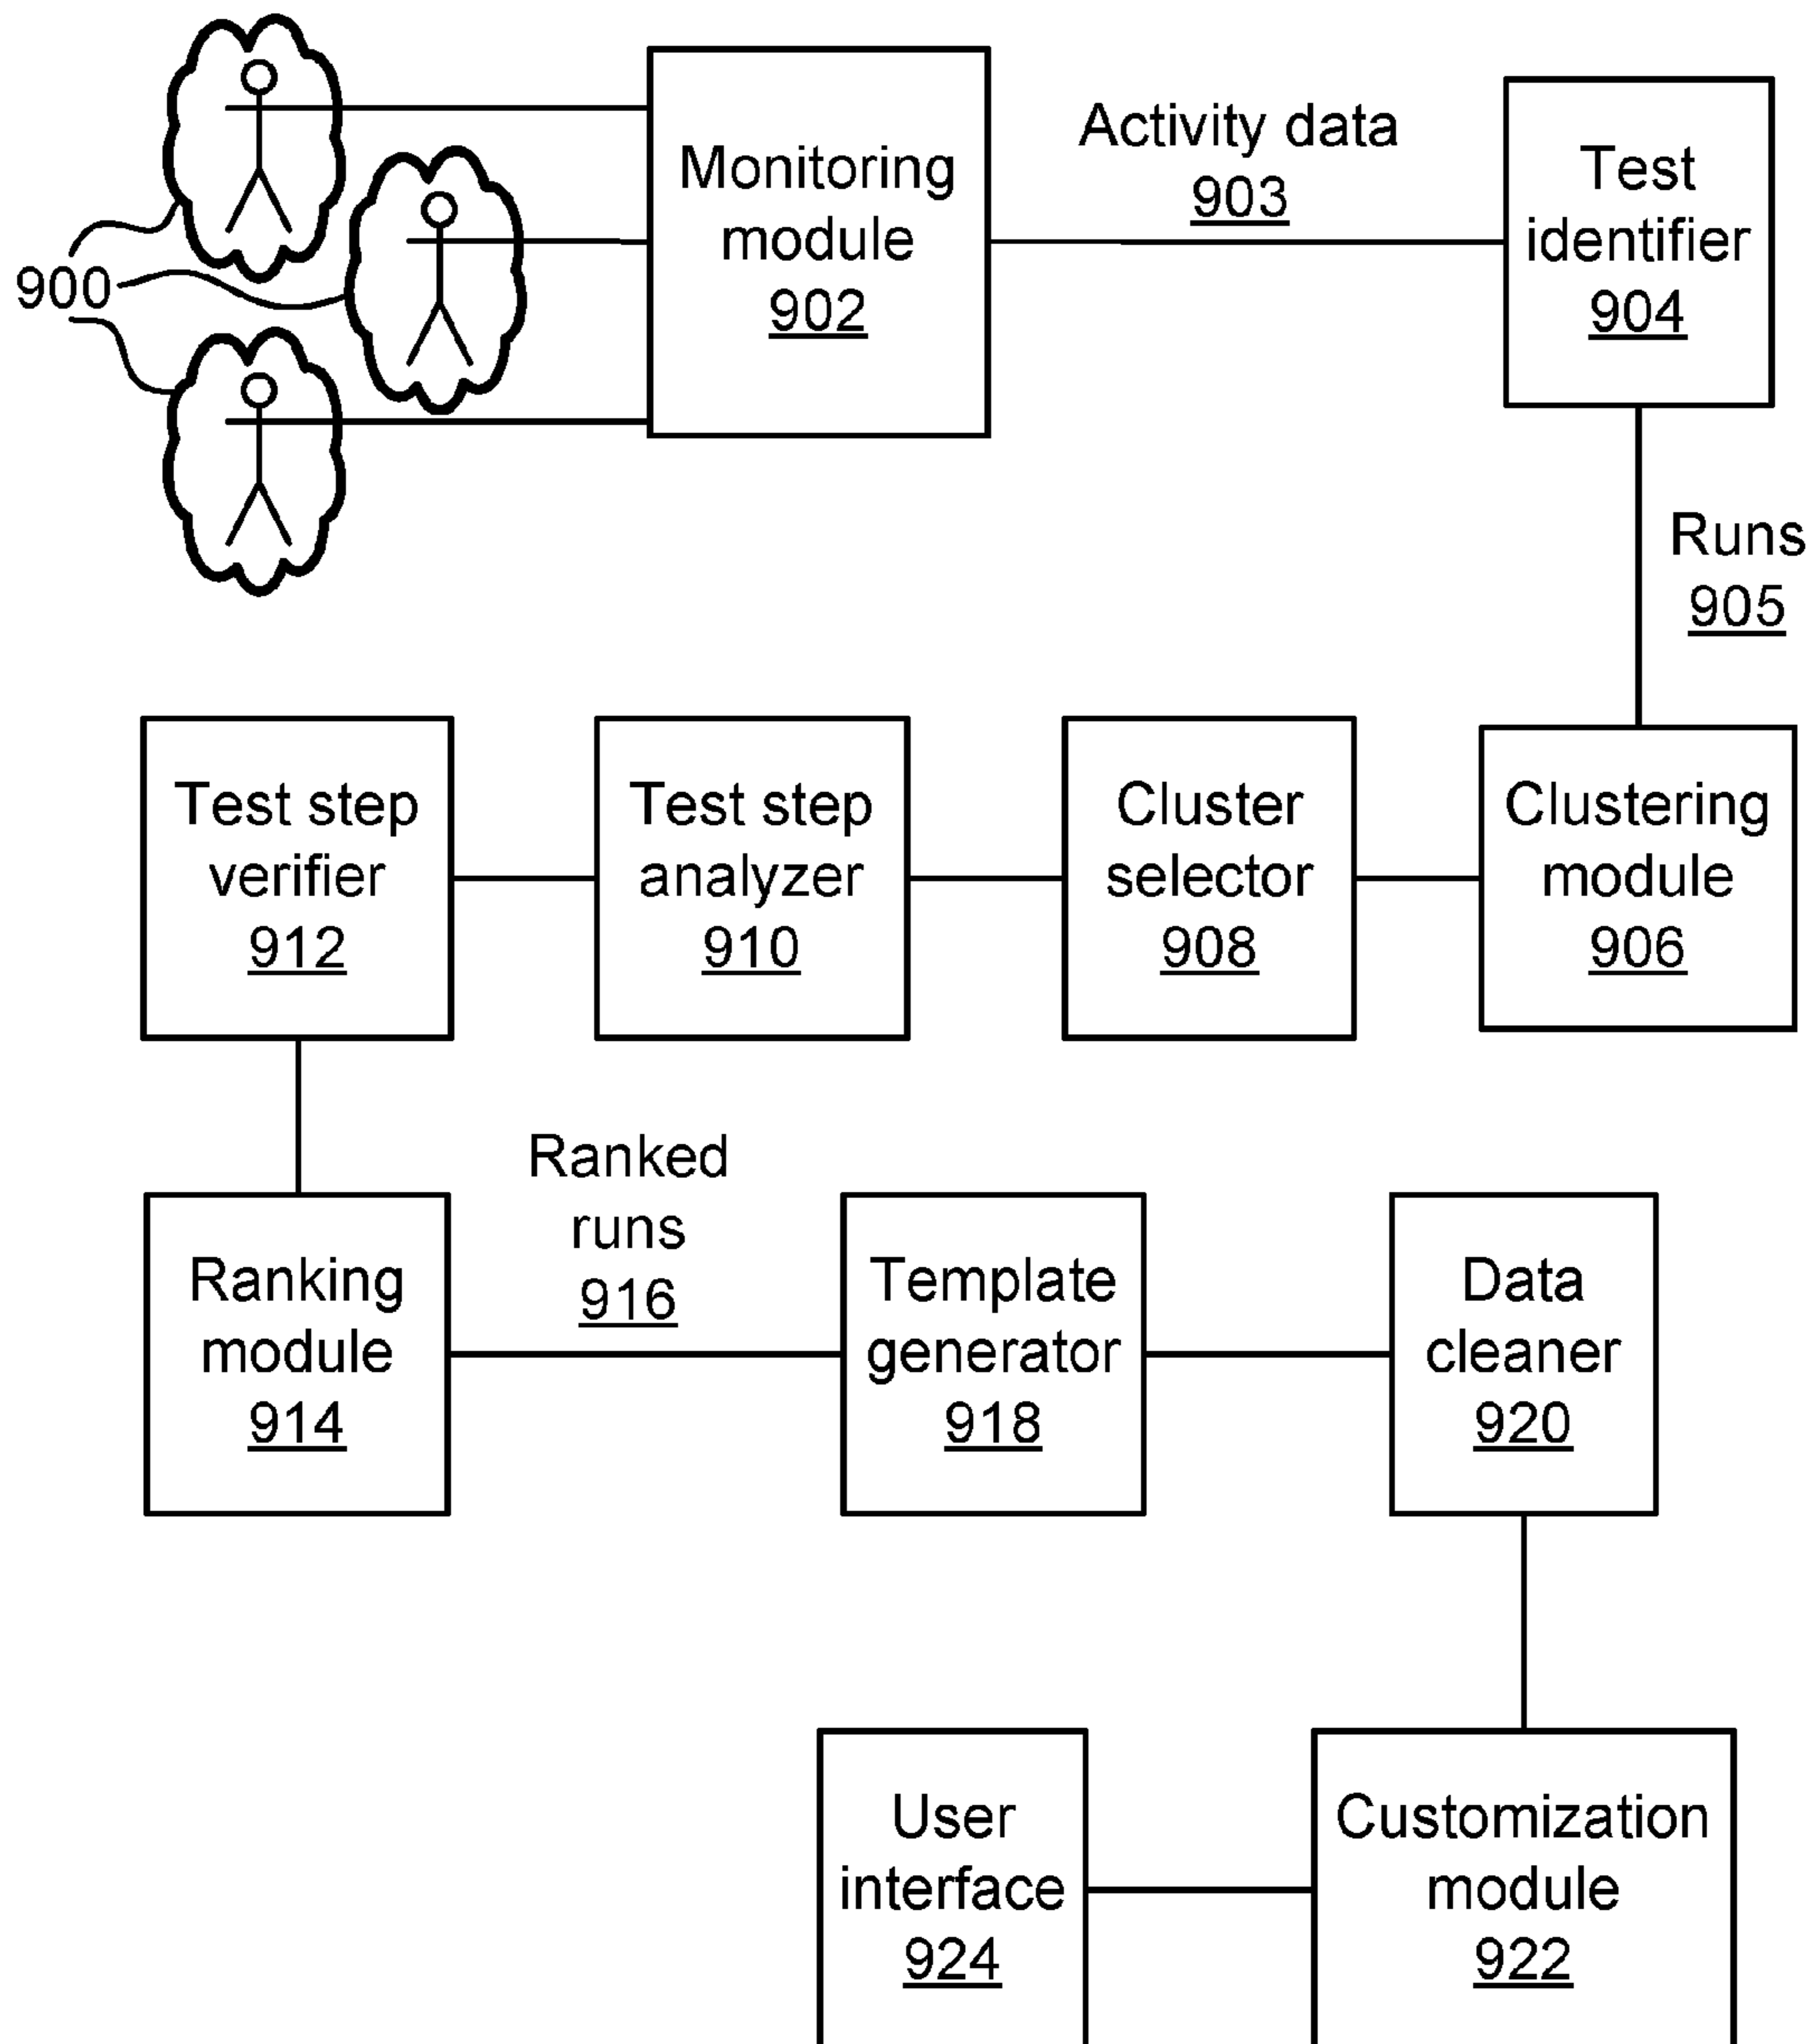 900
Monitoring
module
902
Activity data
903
Test
identifier
904
Runs
905
Test step
verifier
912
Test step
analyzer
910
Cluster
selector
908
Clustering
module
906
Ranking
module
914
Ranked
runs
916
Template
generator
918
Data
cleaner
920
User
interface
924
Customization
module
922